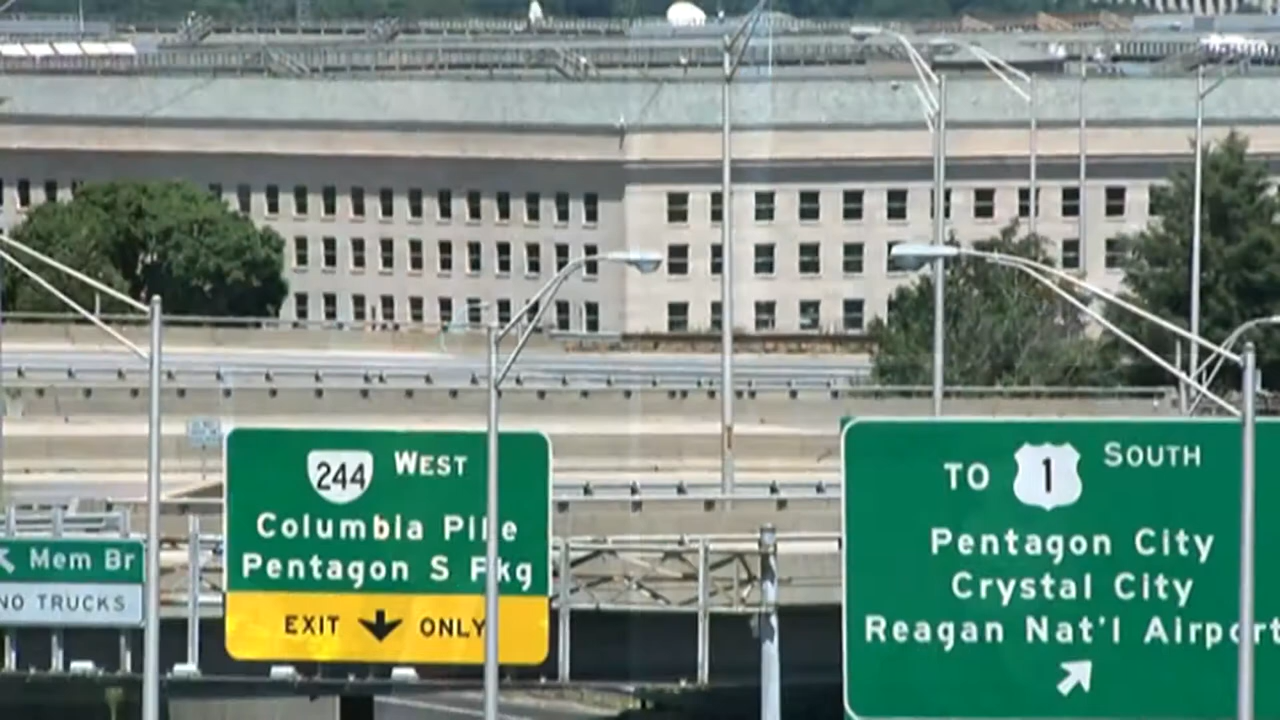 Mem Br
NO TRUCKS
244 WEST
Columbia Pike
Pentagon S Pkg
EXIT ONLY
TO 1 SOUTH
Pentagon City
Crystal City
Reagan Nat'l Airport